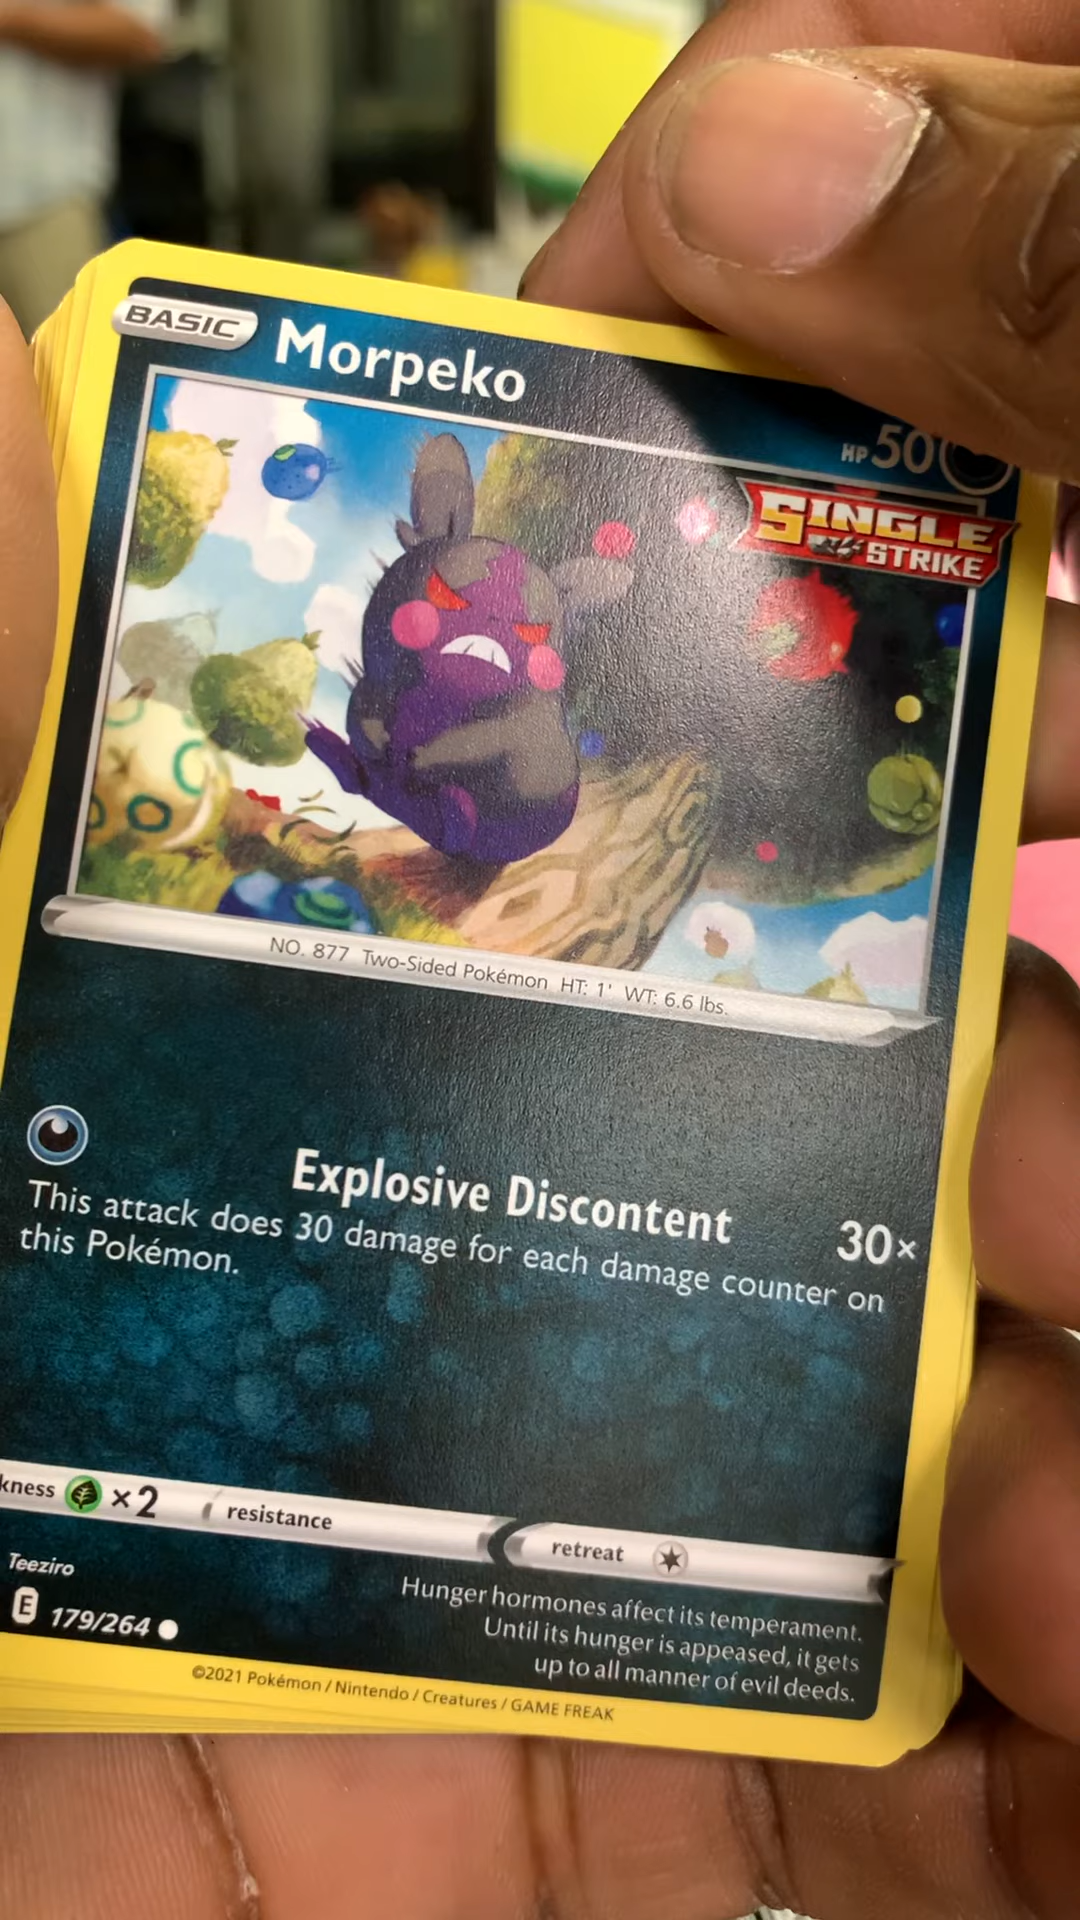 BASIC
Morpeko
HP 50
SINGLE
STRIKE
NO. 877 Two-Sided Pokémon HT: 1' WT: 6.6 lbs.
Explosive Discontent 30×
This attack does 30 damage for each damage counter on
this Pokémon.
kness ×2 resistance
retreat
Teeziro
E 179/264
Hunger hormones affect its temperament.
Until its hunger is appeased, it gets
up to all manner of evil deeds.
©2021 Pokémon / Nintendo / Creatures / GAME FREAK